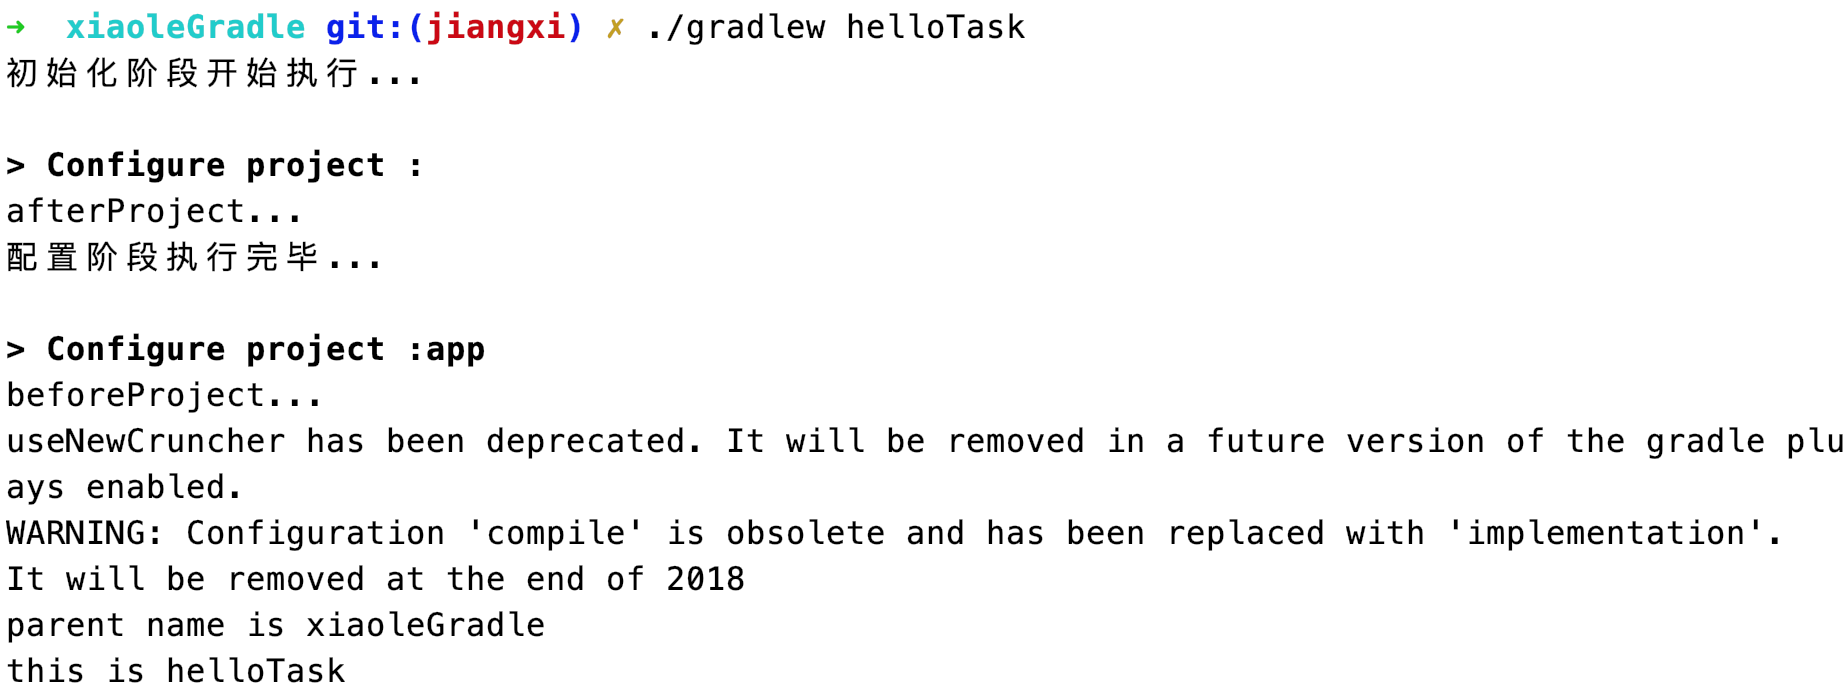 ➜  xiaoleGradle git:(jiangxi) ✗ ./gradlew helloTask
初始化阶段开始执行...
> Configure project :
afterProject...
配置阶段执行完毕...
> Configure project :app
beforeProject...
useNewCruncher has been deprecated. It will be removed in a future version of the gradle plu
ays enabled.
WARNING: Configuration 'compile' is obsolete and has been replaced with 'implementation'.
It will be removed at the end of 2018
parent name is xiaoleGradle
this is helloTask